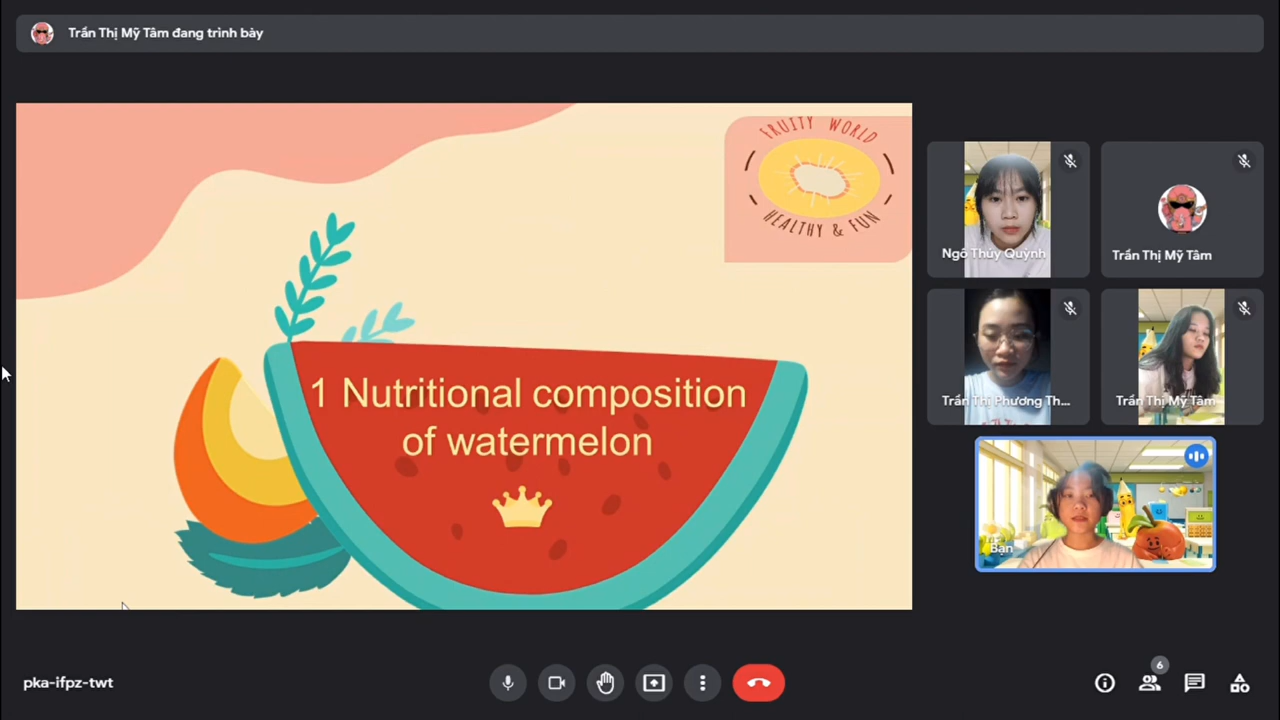 Trần Thị Mỹ Tâm đang trình bày
FRUITY WORLD
HEALTHY & FUN
1 Nutritional composition
of watermelon
Ngô Thúy Quỳnh
Trần Thị Mỹ Tâm
Trần Thị Phương Th...
Trần Thị Mỹ Tâm
Bạn
pka-ifpz-twt
6